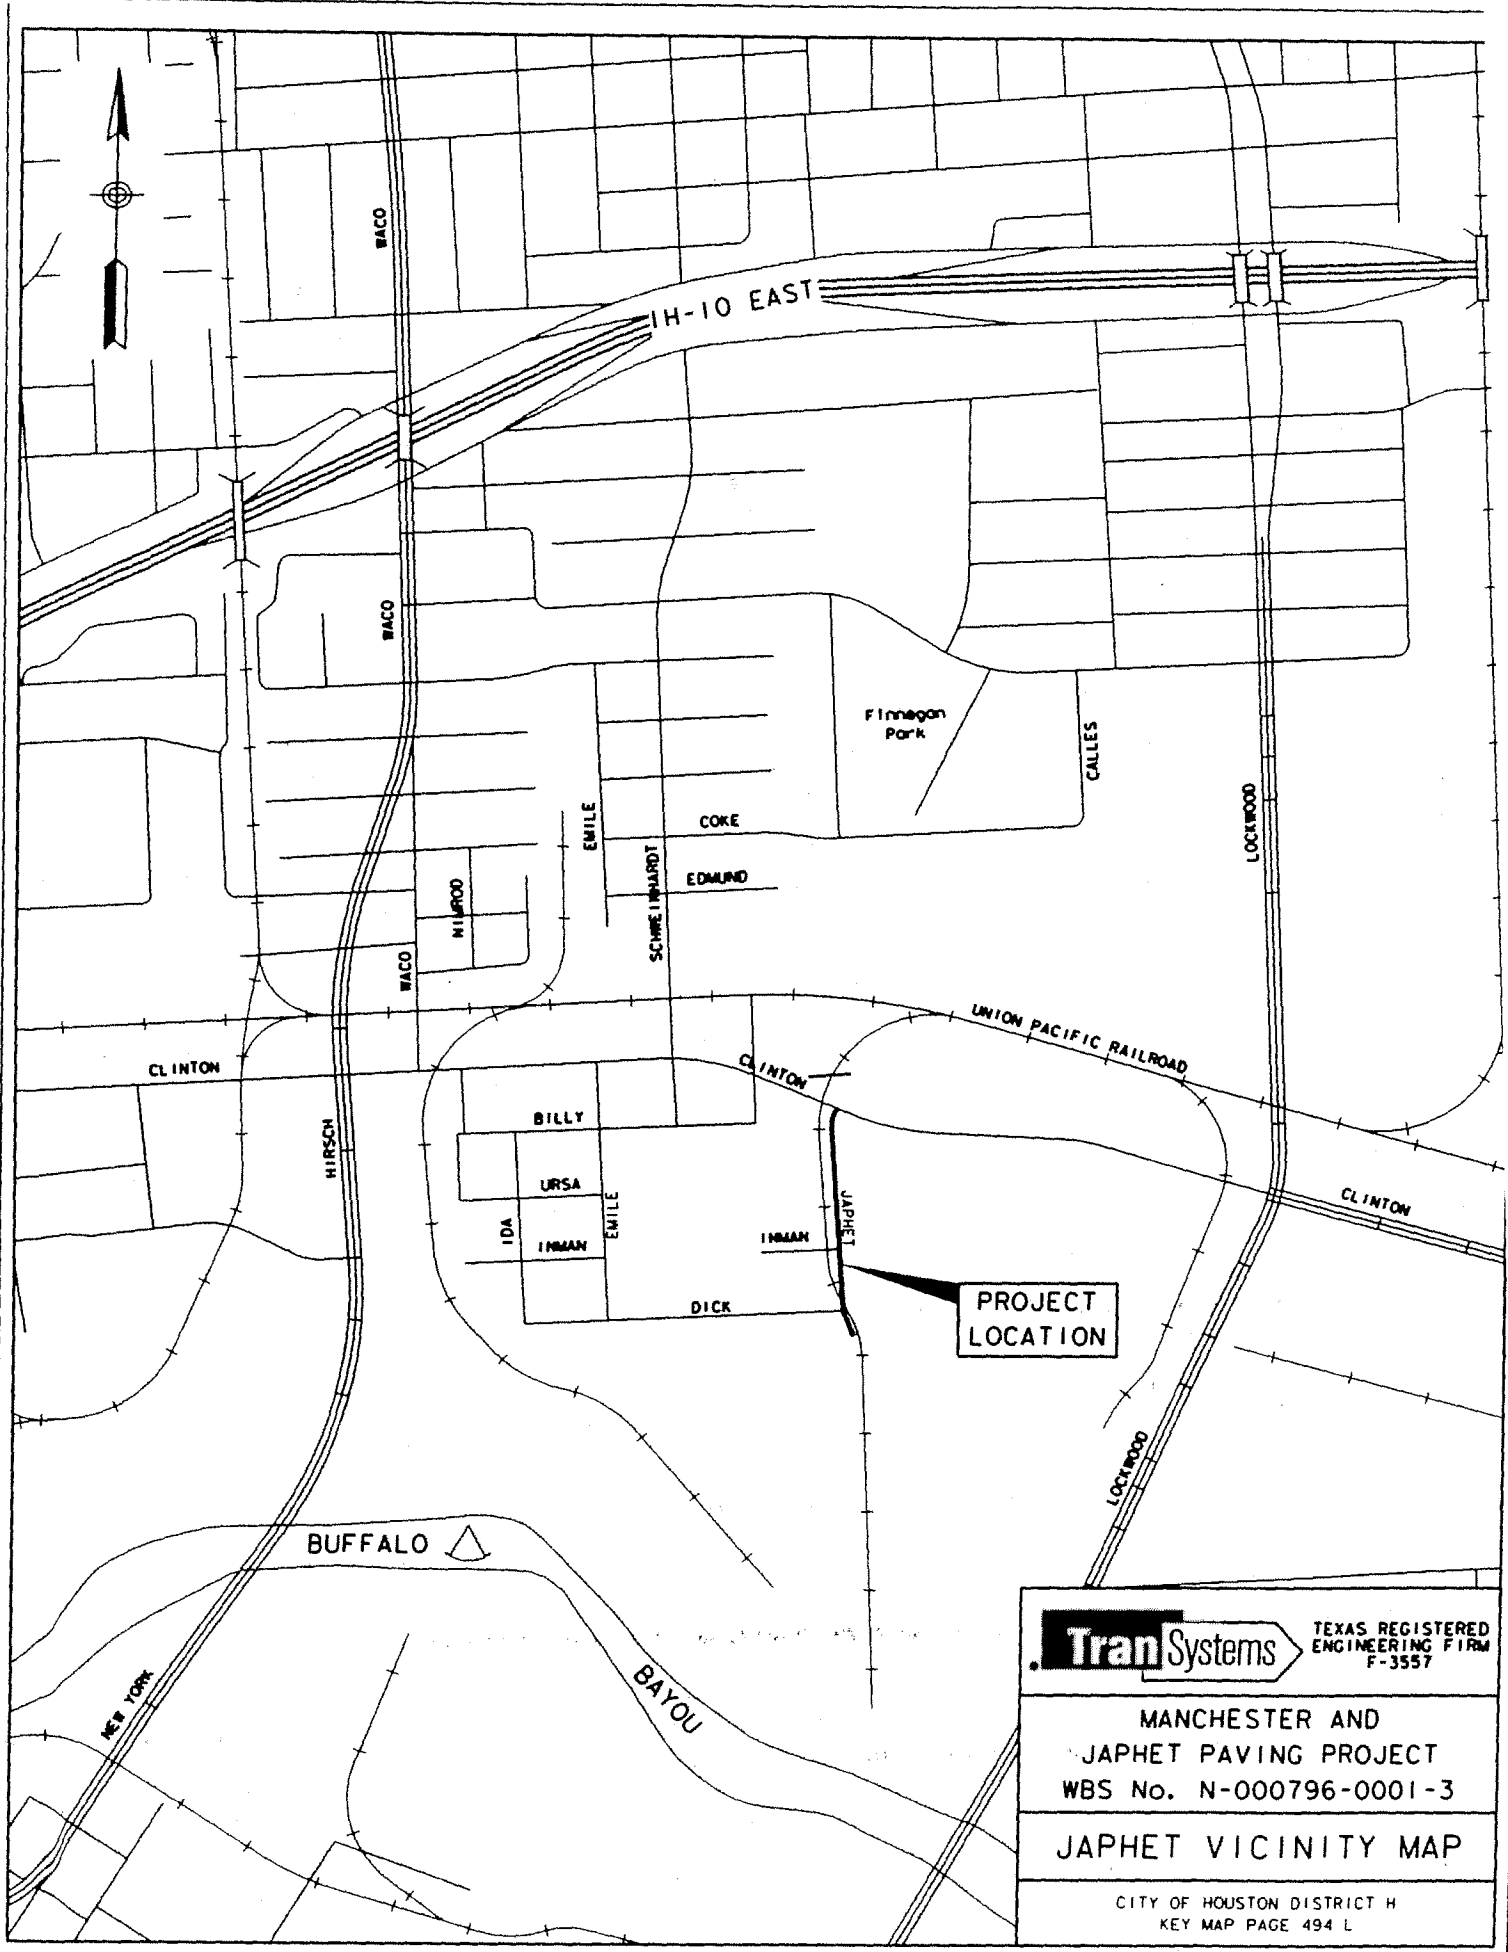 WACO
IH-10 EAST
WACO
Finnegan
Park
CALLES
LOCKWOOD
EMILE
COKE
SCHWEINHARDT
EDMUND
NIMROD
WACO
UNION PACIFIC RAILROAD
CLINTON
CLINTON
BILLY
HIRSCH
URSA
EMILE
JAPHET
CLINTON
IDA
INMAN
INMAN
DICK
PROJECT
LOCATION
LOCKWOOD
BUFFALO
BAYOU
NEW YORK
TranSystems
TEXAS REGISTERED
ENGINEERING FIRM
F-3557
MANCHESTER AND
JAPHET PAVING PROJECT
WBS No. N-000796-0001-3
JAPHET VICINITY MAP
CITY OF HOUSTON DISTRICT H
KEY MAP PAGE 494 L